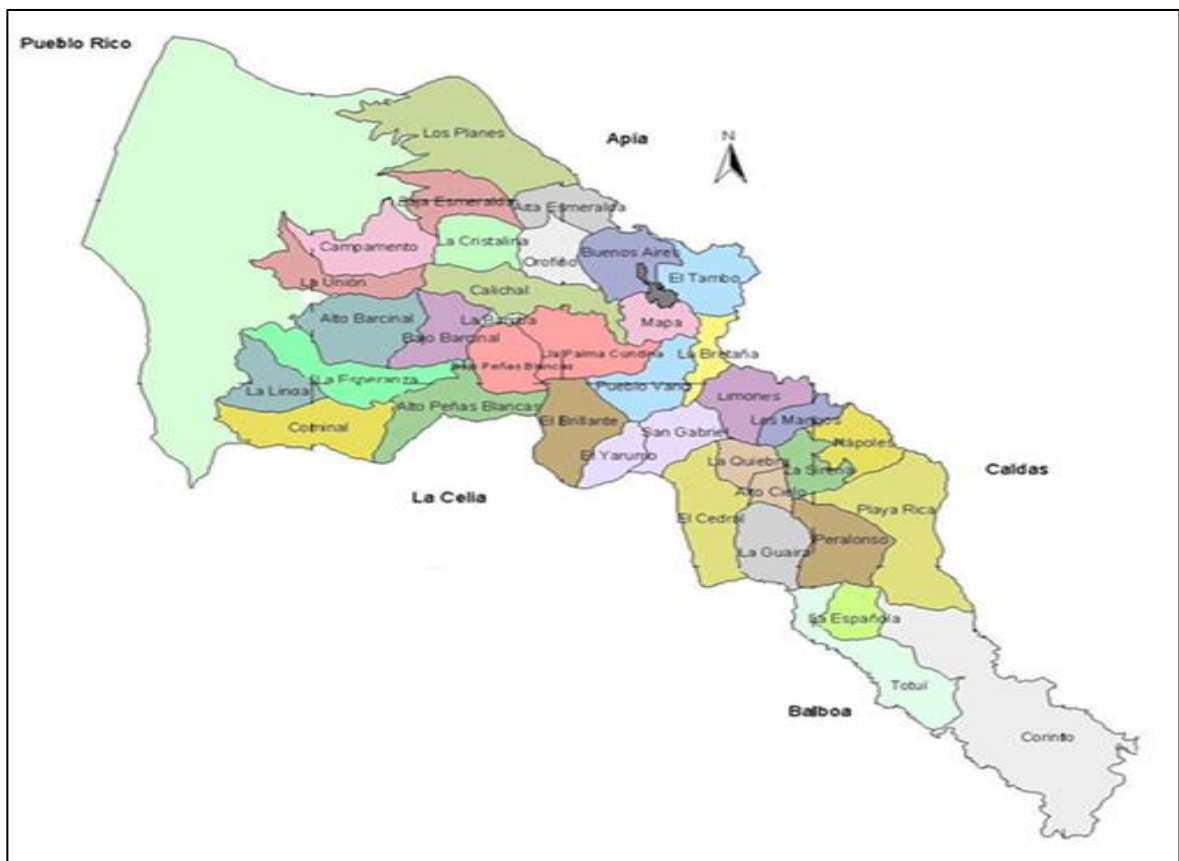 Pueblo Rico
Los Planes
Apía
N
Baja Esmeralda
Alta Esmeralda
La Cristalina
Campamento
Buenos Aires
Orofino
El Tambo
La Unión
Calichal
Alto Barcinal
La
Mapa
Bajo Barcinal
La Palma Cundina
La Bretaña
Peñas Blancas
La Esperanza
Pueblo Vano
La Linda
Limones
Alto Peñas Blancas
El Brillante
Los Mangos
San Gabriel
Cominal
Nápoles
El Yarumo
La Quiebra
La Sirena
Caldas
La Celia
Alto Cielo
Playa Rica
El Cedral
Peralonso
La Guaira
La Española
Totuí
Balboa
Corinto